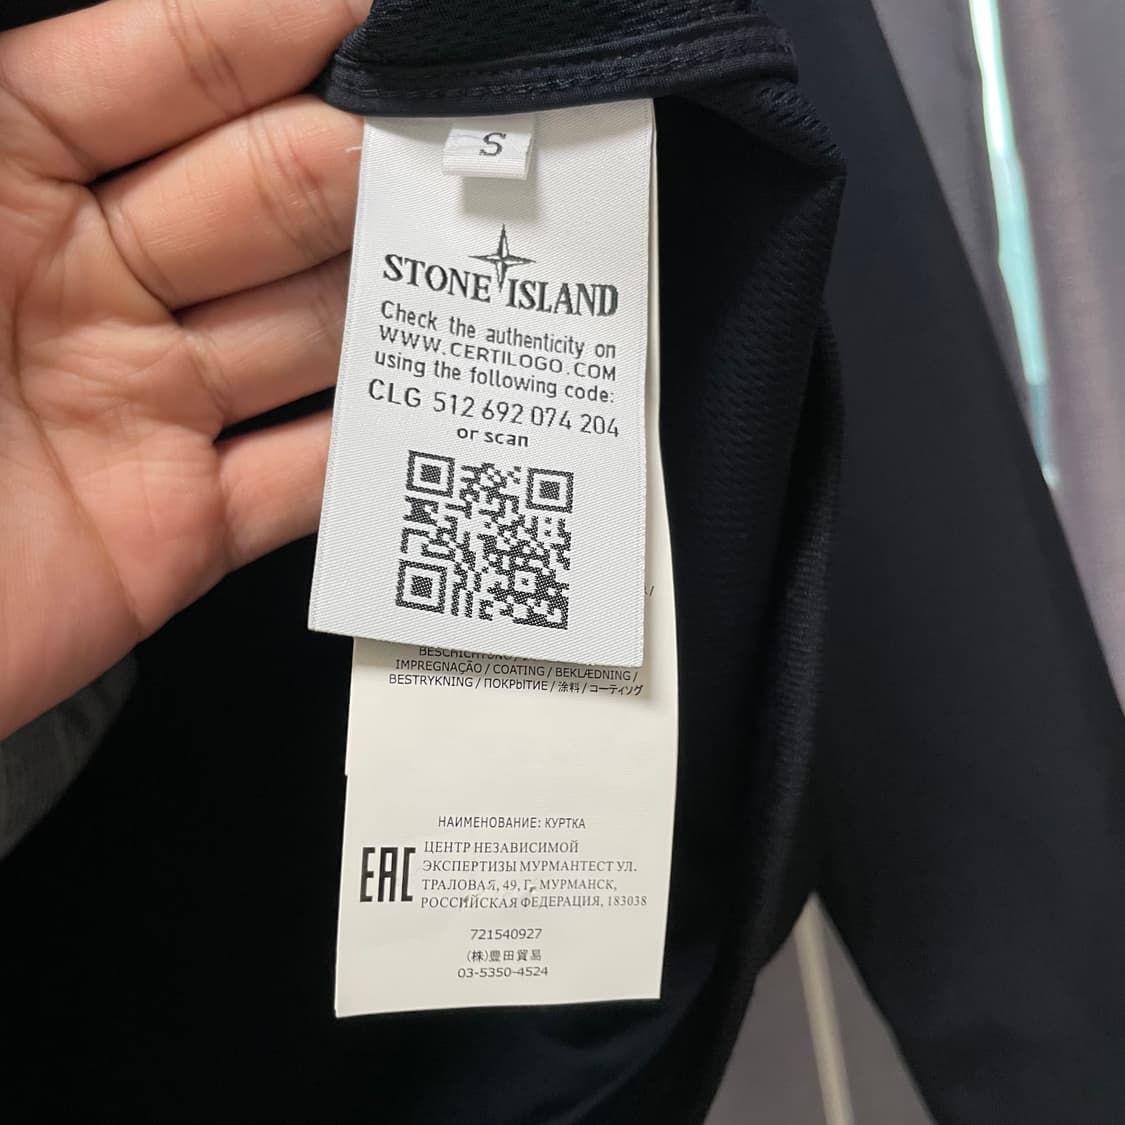 S
STONE ISLAND
Check the authenticity on
WWW.CERTILOGO.COM
using the following code:
CLG 512 692 074 204
or scan
IMPREGNAÇÃO / COATING / BEKLÆDNING /
BESTRYKNING / ПОКРЫТИЕ / 涂料 / コーティング
НАИМЕНОВАНИЕ: КУРТКА
EAC
ЦЕНТР НЕЗАВИСИМОЙ
ЭКСПЕРТИЗЫ МУРМАНТЕСТ УЛ.
ТРАЛОВАЯ, 49, Г, МУРМАНСК,
РОССИЙСКАЯ ФЕДЕРАЦИЯ, 183038
721540927
(株)豊田貿易
03-5350-4524